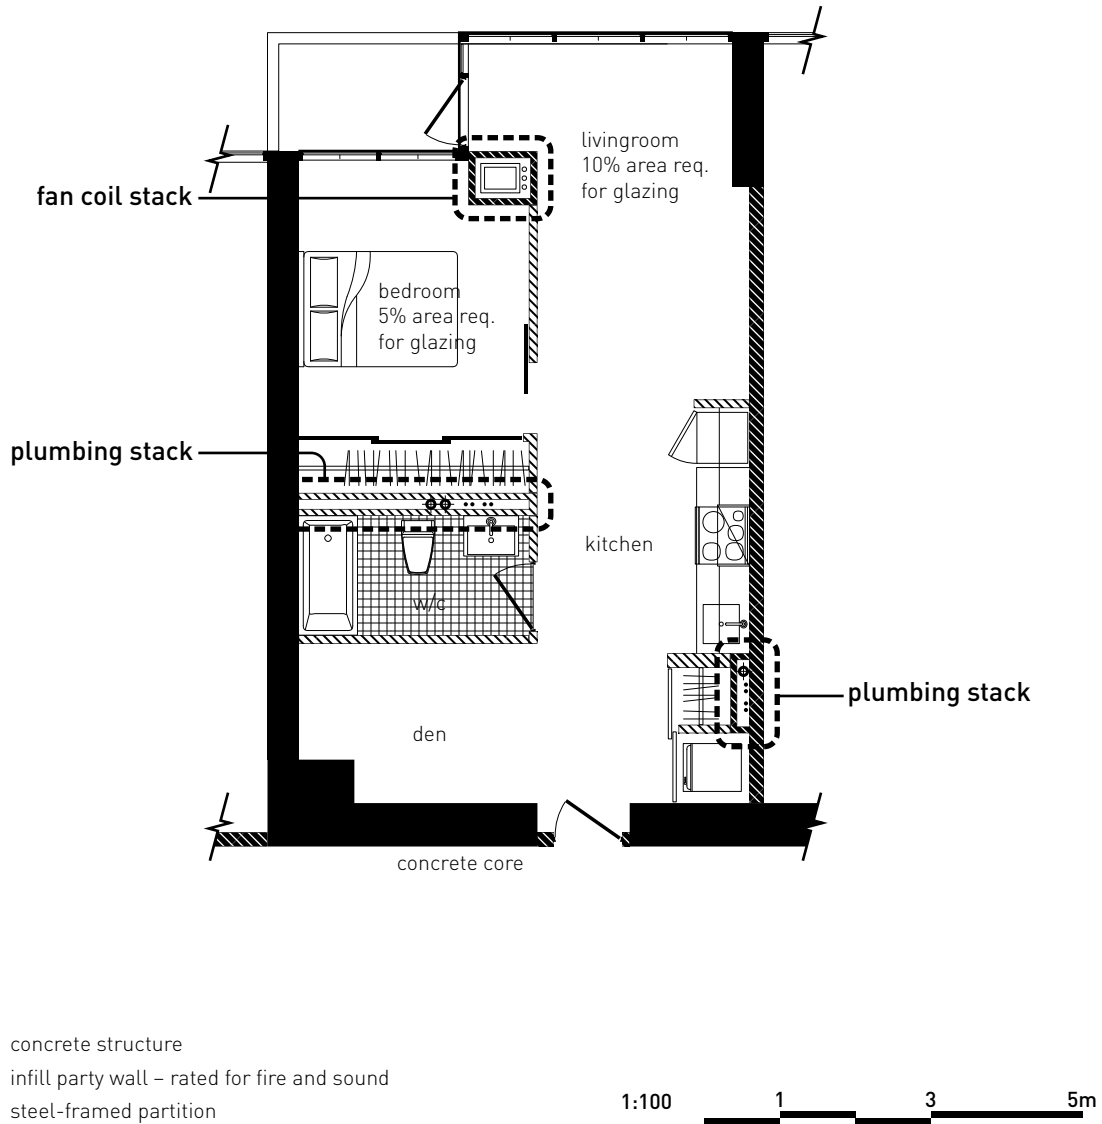 livingroom
10% area req.
for glazing
fan coil stack
bedroom
5% area req.
for glazing
plumbing stack
kitchen
w/c
plumbing stack
den
concrete core
concrete structure
infill party wall – rated for fire and sound
steel-framed partition
1:100 1 3 5m